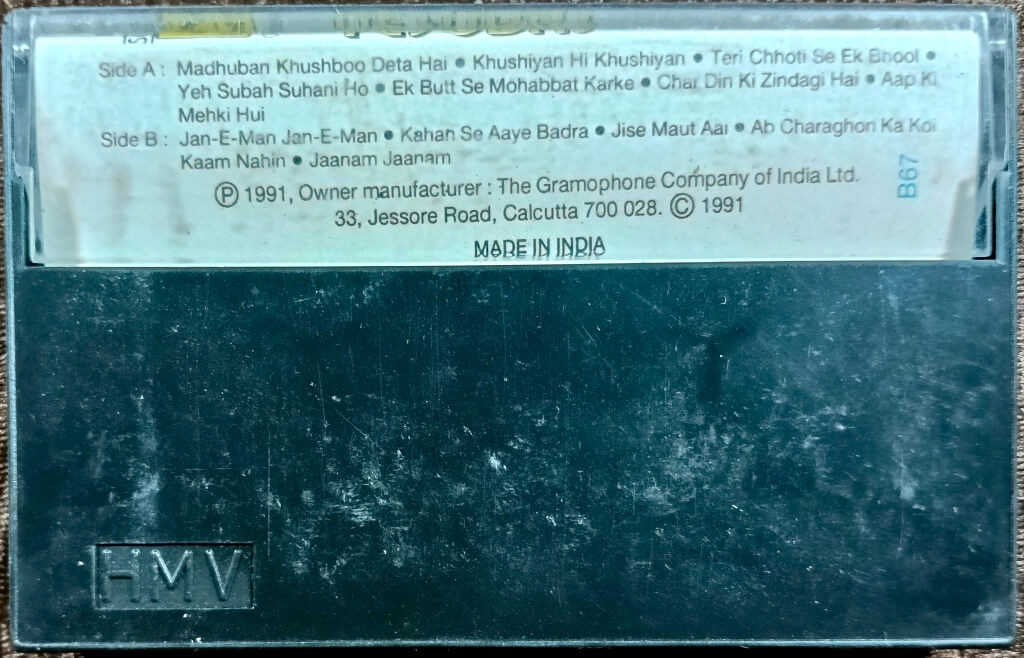 Side A : Madhuban Khushboo Deta Hai • Khushiyan Hi Khushiyan • Teri Chhoti Se Ek Bhool •
Yeh Subah Suhani Ho • Ek Butt Se Mohabbat Karke • Char Din Ki Zindagi Hai • Aap Ki
Mehki Hui
Side B : Jan-E-Man Jan-E-Man • Kahan Se Aaye Badra • Jise Maut Aai • Ab Charaghon Ka Koi
Kaam Nahin • Jaanam Jaanam
Ⓟ 1991, Owner manufacturer : The Gramophone Company of India Ltd.
33, Jessore Road, Calcutta 700 028. © 1991
B67
MADE IN INDIA
HMV